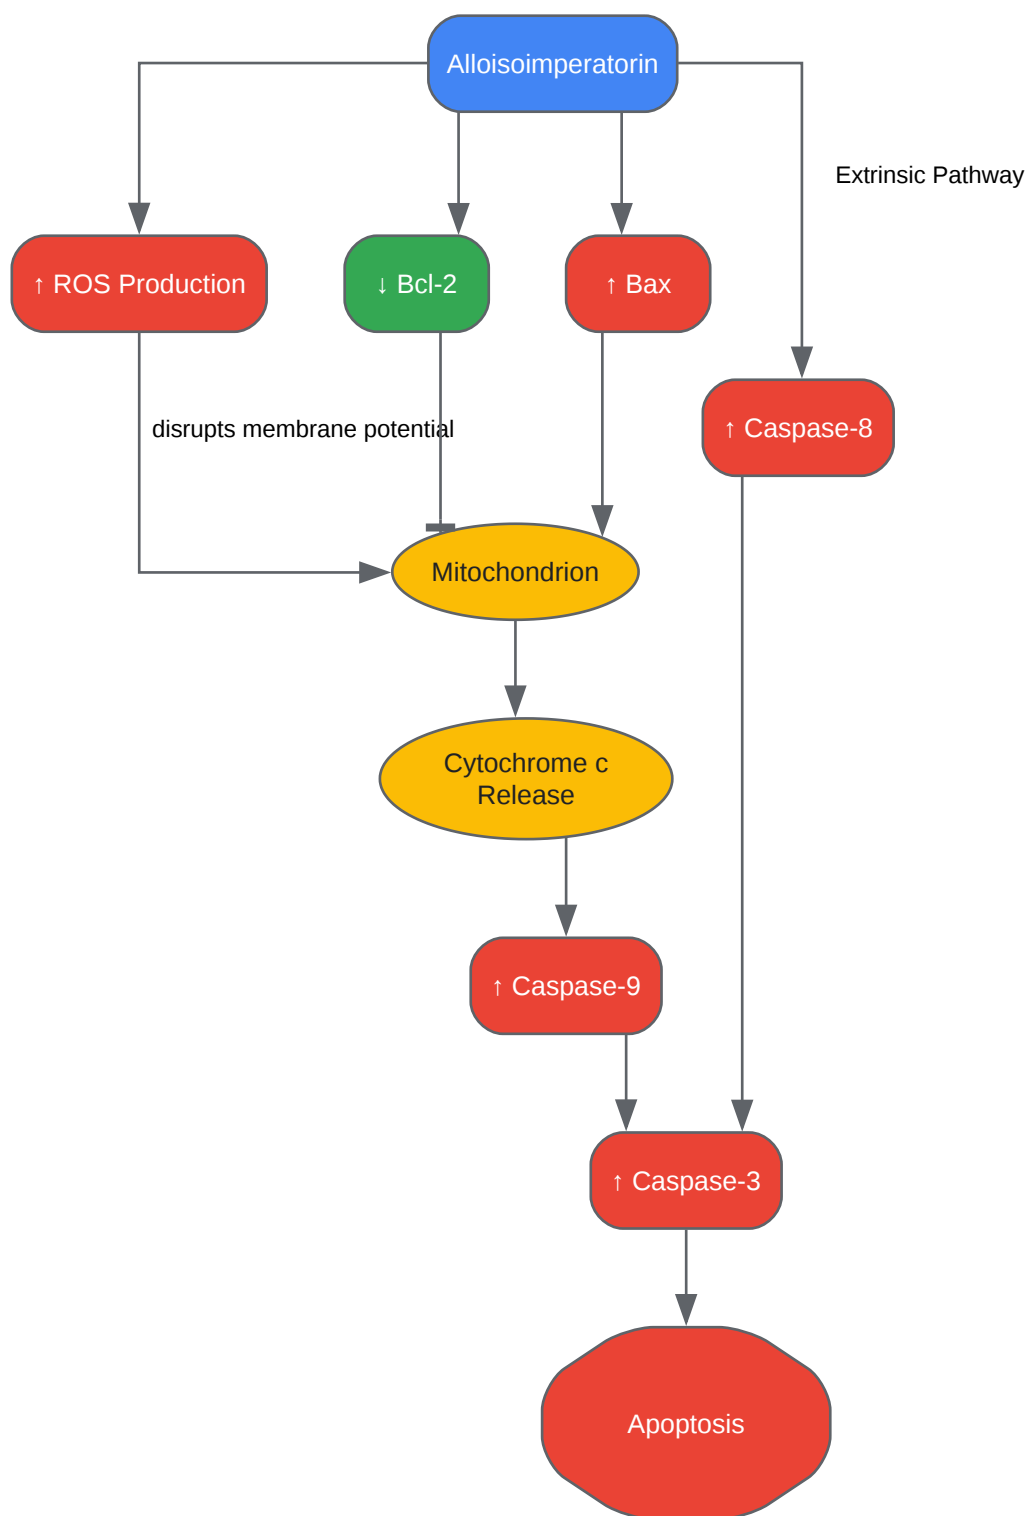 Alloisoimperatorin
Extrinsic Pathway
↑ ROS Production
↓ Bcl-2
↑ Bax
disrupts membrane potential
↑ Caspase-8
Mitochondrion
Cytochrome c
Release
↑ Caspase-9
↑ Caspase-3
Apoptosis